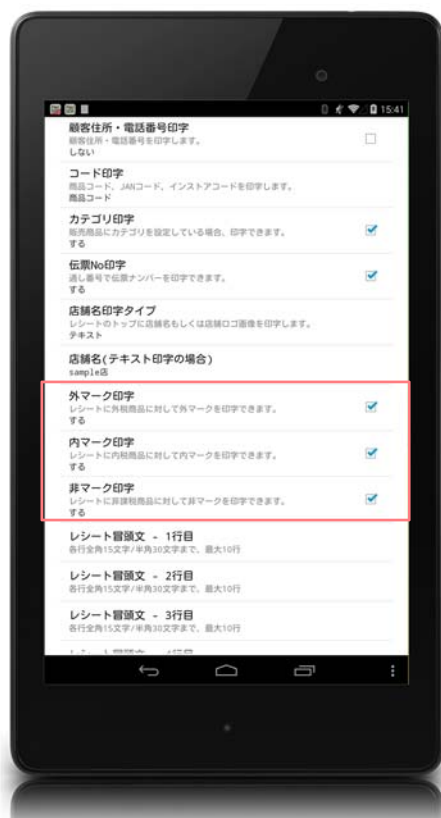 15:41
顧客住所・電話番号印字
顧客住所・電話番号を印字します。
しない
コード印字
商品コード、JANコード、インストアコードを印字します。
商品コード
カテゴリ印字
販売商品にカテゴリを設定している場合、印字できます。
する
伝票No印字
通し番号で伝票ナンバーを印字できます。
する
店舗名印字タイプ
レシートのトップに店舗名もしくは店舗ロゴ画像を印字します。
テキスト
店舗名(テキスト印字の場合)
sample店
外マーク印字
レシートに外税商品に対して外マークを印字できます。
する
内マーク印字
レシートに内税商品に対して内マークを印字できます。
する
非マーク印字
レシートに非課税商品に対して非マークを印字できます。
する
レシート冒頭文 - 1行目
各行全角15文字/半角30文字まで、最大10行
レシート冒頭文 - 2行目
各行全角15文字/半角30文字まで、最大10行
レシート冒頭文 - 3行目
各行全角15文字/半角30文字まで、最大10行